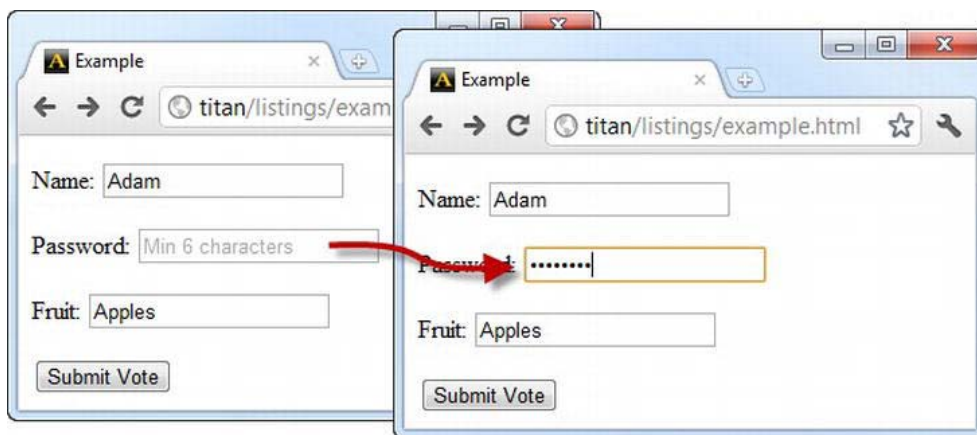 Example
titan/listings/exam
Name: Adam
Password: Min 6 characters
Fruit: Apples
Submit Vote
Example
titan/listings/example.html
Name: Adam
Password: ••••••••
Fruit: Apples
Submit Vote